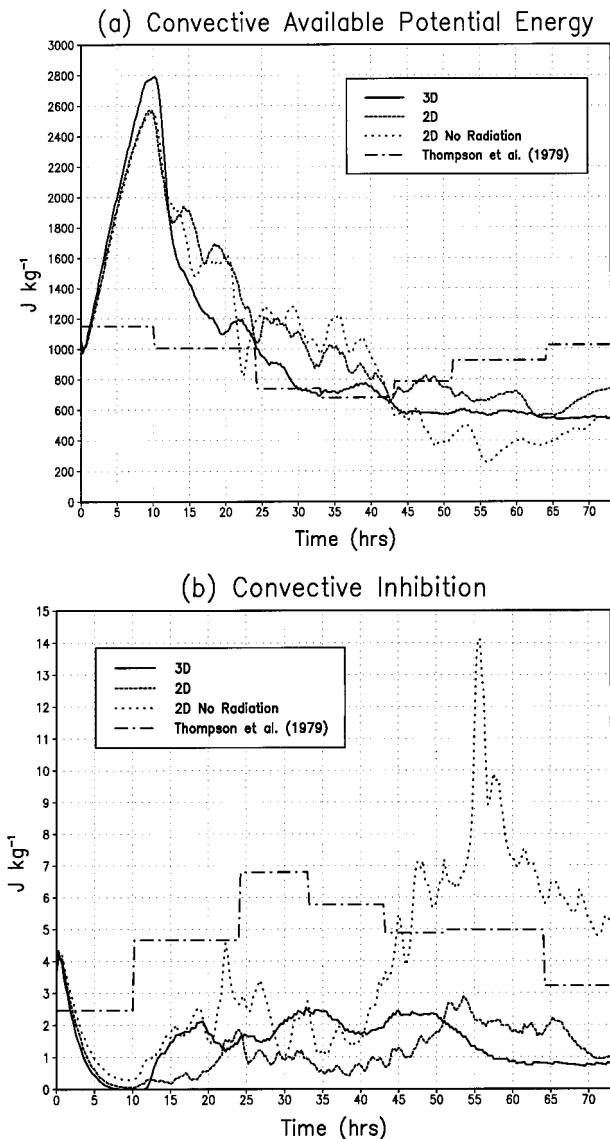 (a) Convective Available Potential Energy
3000
2800
2600
2400
2200
2000
1800
1600
1400
1200
1000
800
600
400
200
0
J kg⁻¹
3D
2D
2D No Radiation
Thompson et al. (1979)
0 5 10 15 20 25 30 35 40 45 50 55 60 65 70
Time (hrs)
(b) Convective Inhibition
15
14
13
12
11
10
9
8
7
6
5
4
3
2
1
0
J kg⁻¹
3D
2D
2D No Radiation
Thompson et al. (1979)
0 5 10 15 20 25 30 35 40 45 50 55 60 65 70
Time (hrs)